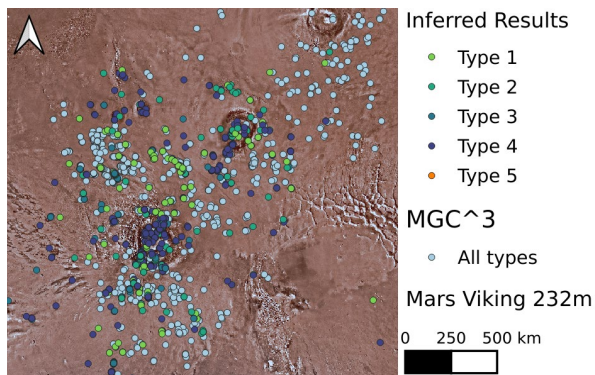 Inferred Results
Type 1
Type 2
Type 3
Type 4
Type 5
MGC^3
All types
Mars Viking 232m
0 250 500 km